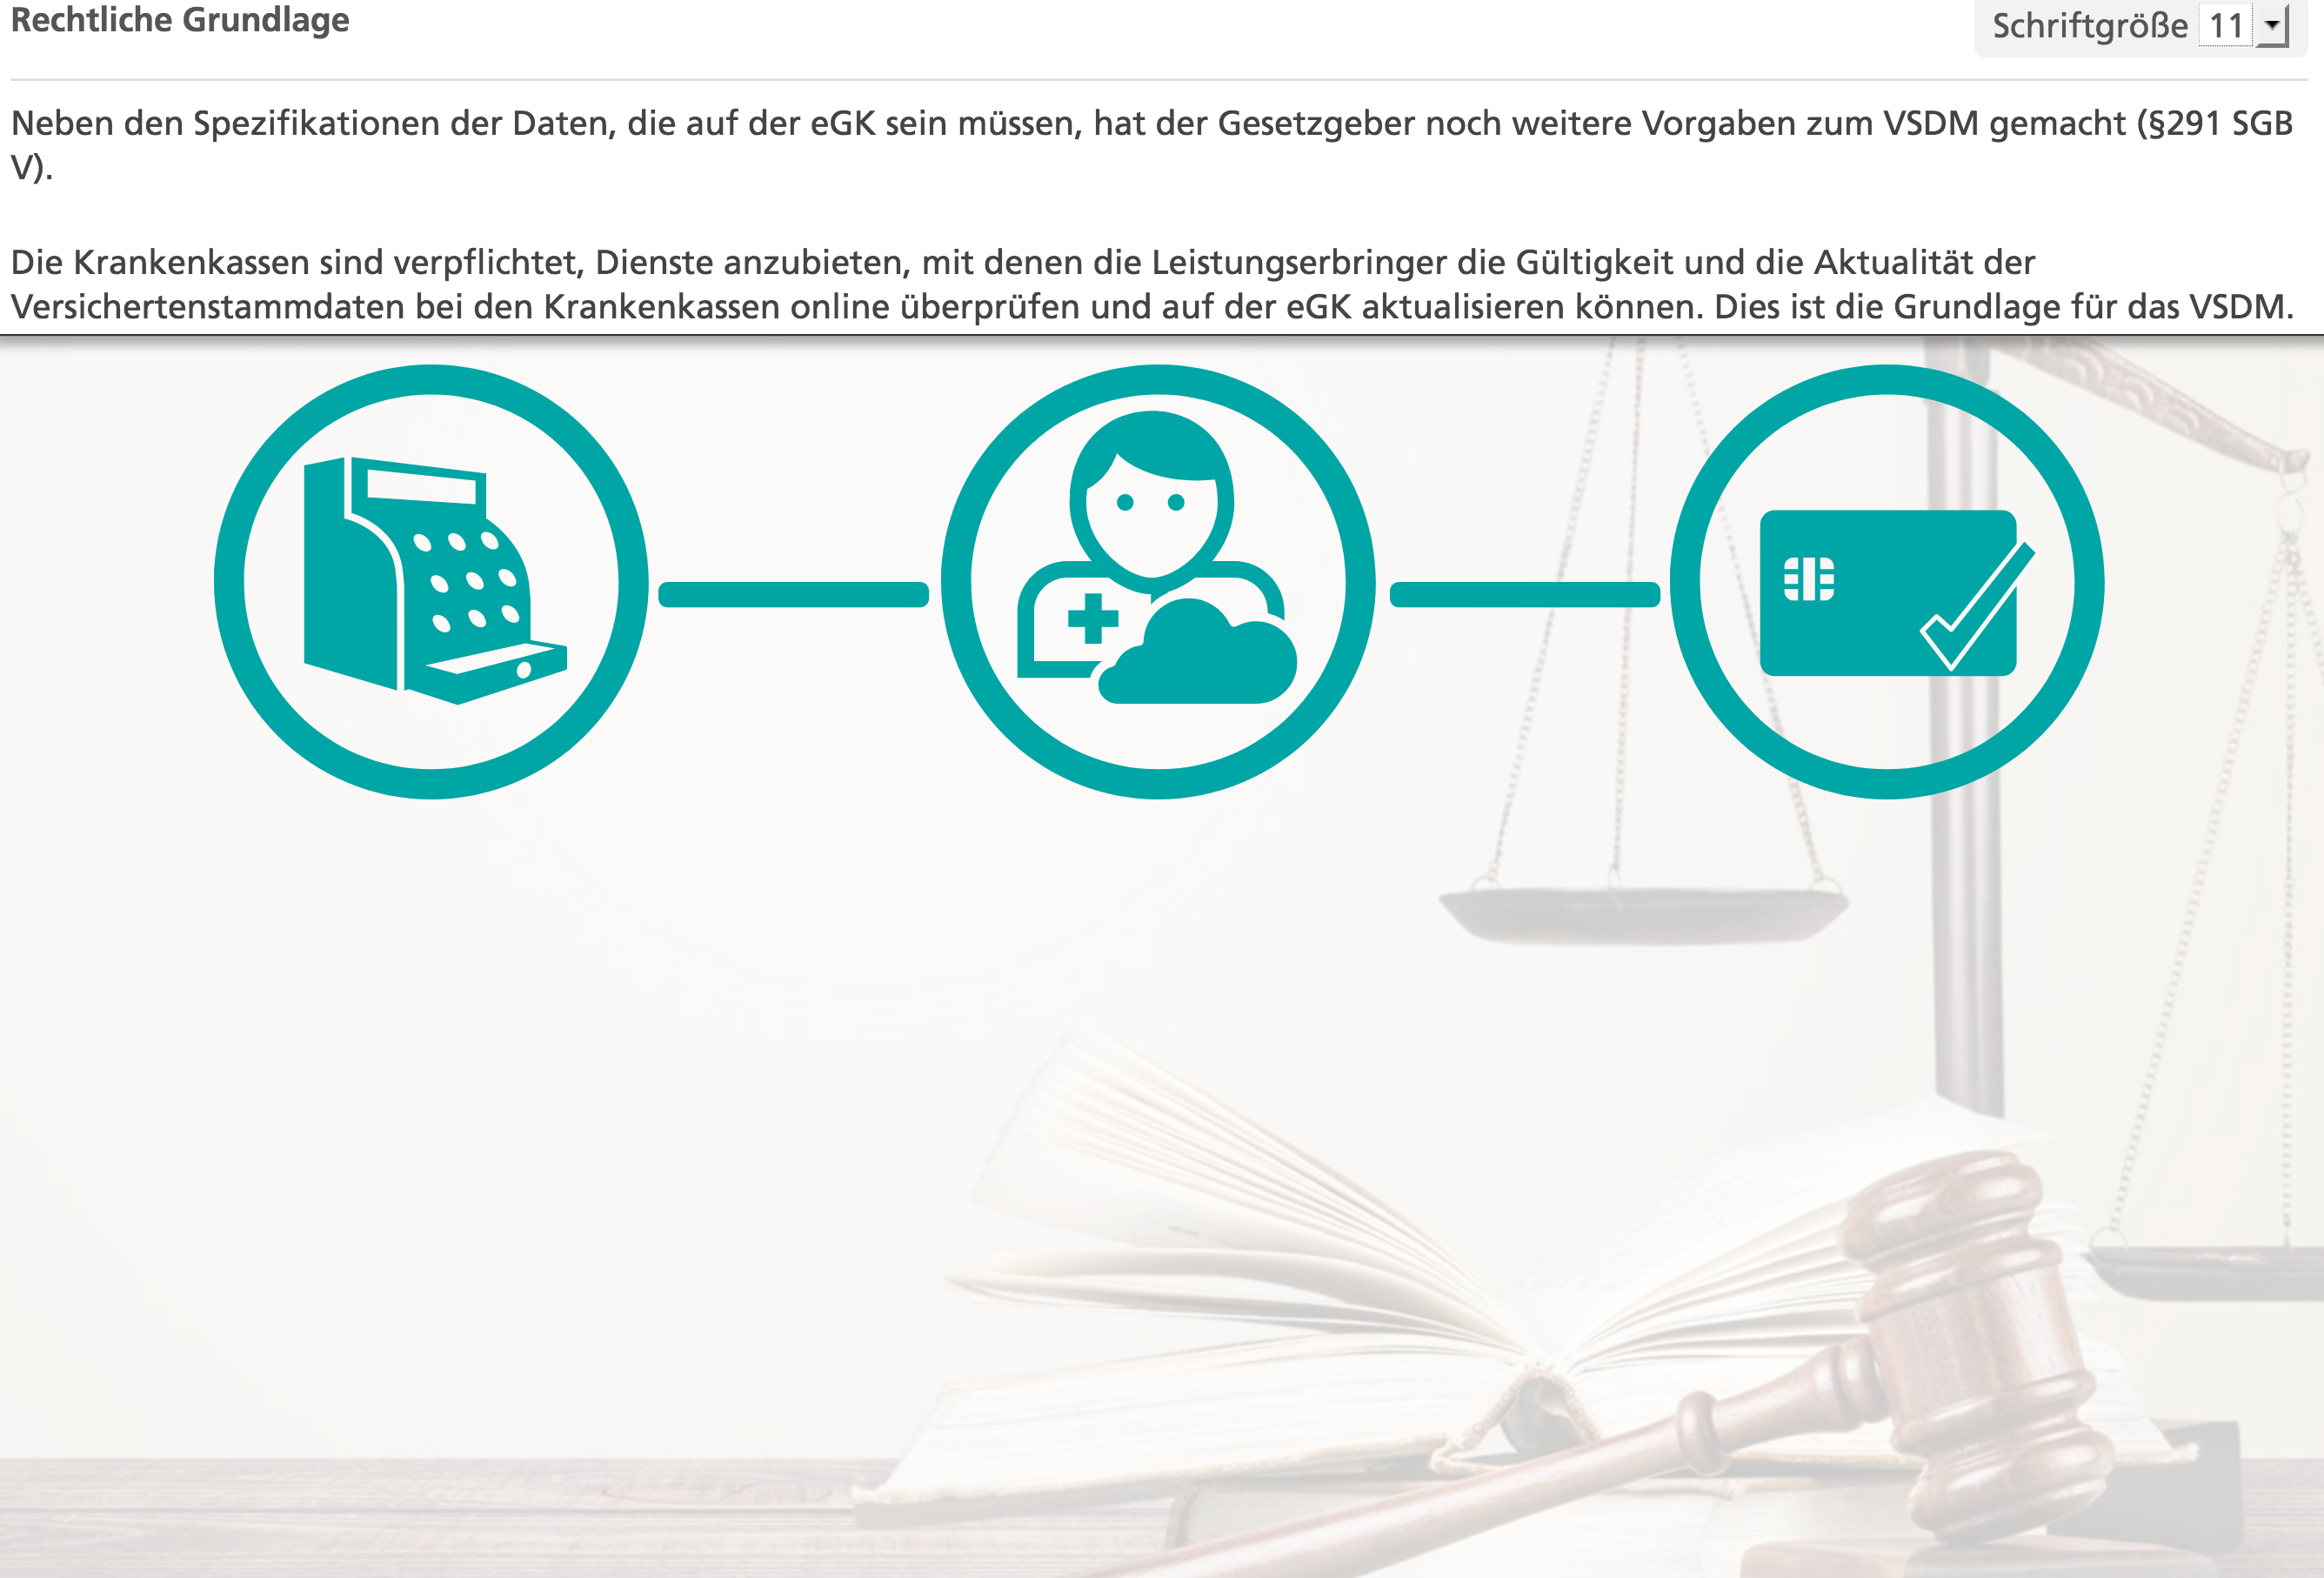 Rechtliche Grundlage
Schriftgröße 11
Neben den Spezifikationen der Daten, die auf der eGK sein müssen, hat der Gesetzgeber noch weitere Vorgaben zum VSDM gemacht (§291 SGB
V).
Die Krankenkassen sind verpflichtet, Dienste anzubieten, mit denen die Leistungserbringer die Gültigkeit und die Aktualität der
Versichertenstammdaten bei den Krankenkassen online überprüfen und auf der eGK aktualisieren können. Dies ist die Grundlage für das VSDM.